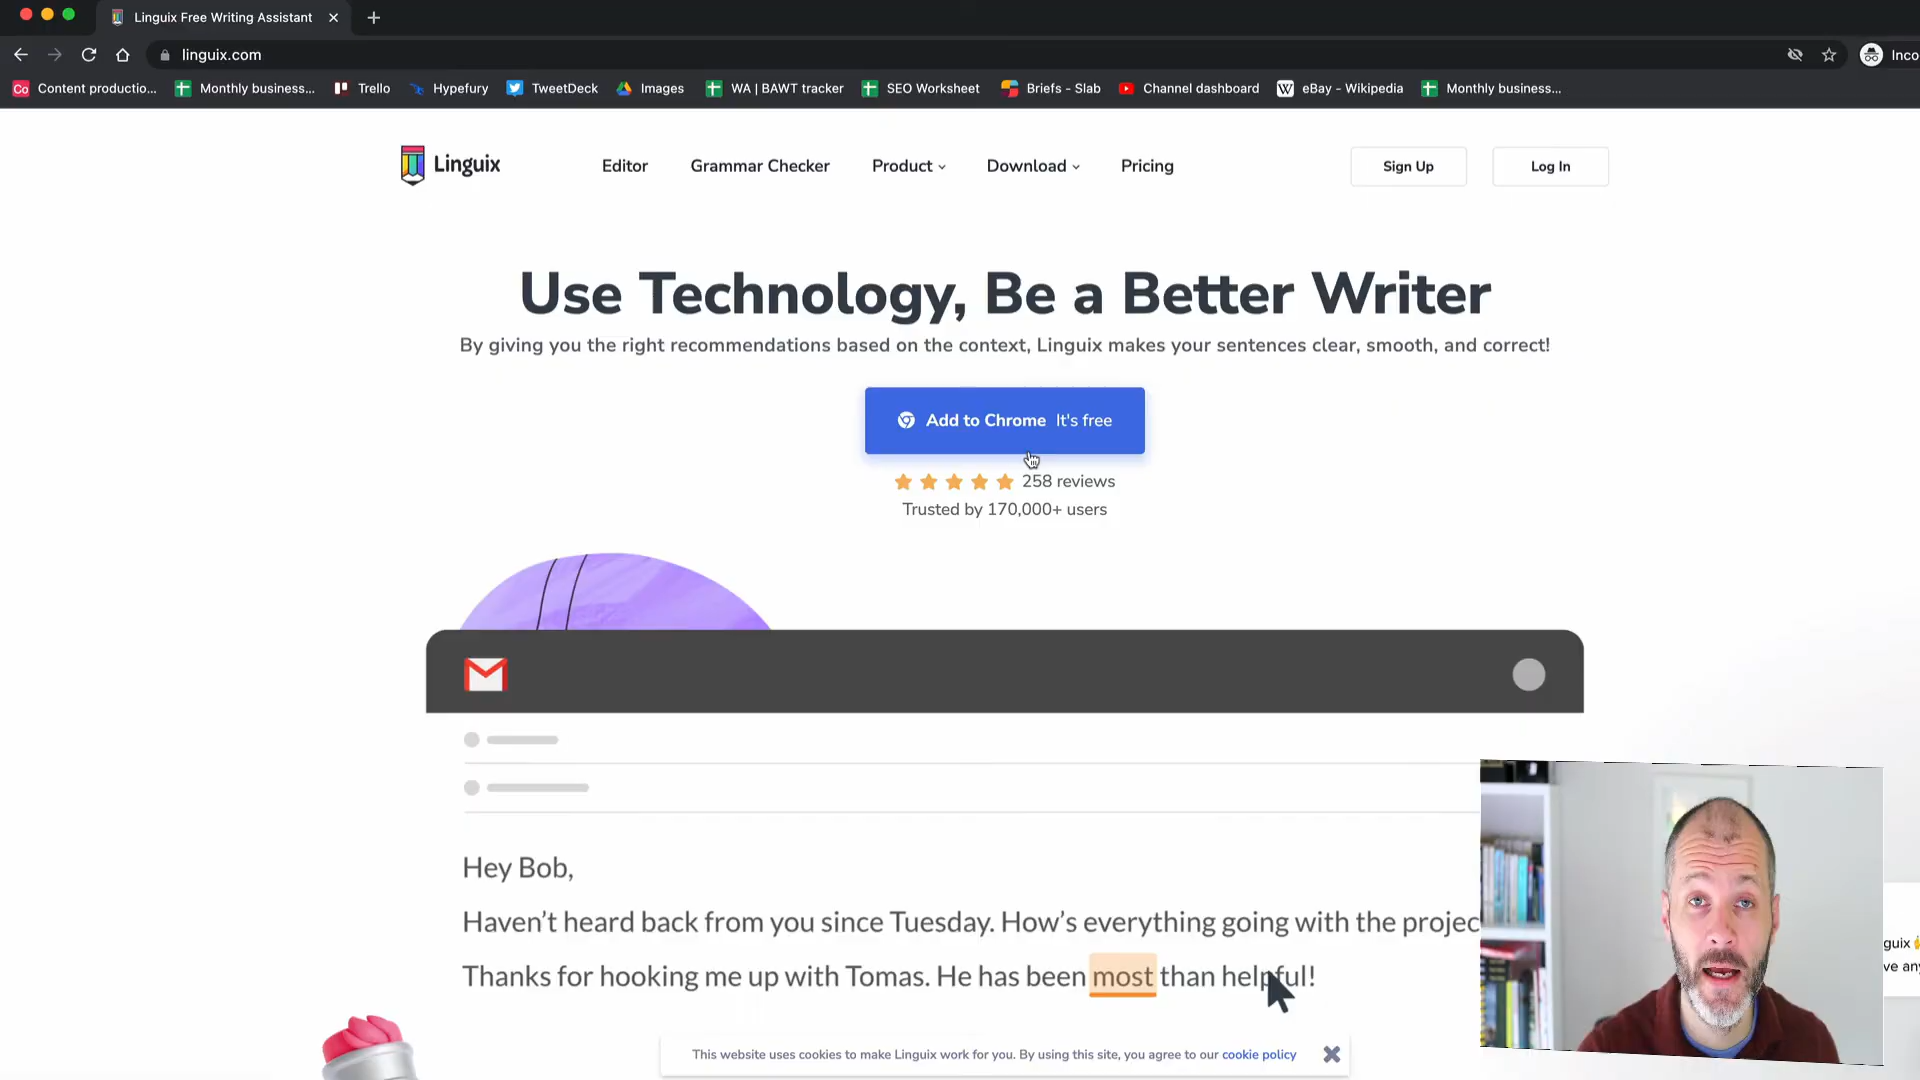 Linguix Free Writing Assistant
linguix.com
Inco
Co Content productio... Monthly business... Trello Hypefury TweetDeck Images WA | BAWT tracker SEO Worksheet Briefs - Slab Channel dashboard W eBay - Wikipedia Monthly business...
Linguix Editor Grammar Checker Product Download Pricing Sign Up Log In
Use Technology, Be a Better Writer
By giving you the right recommendations based on the context, Linguix makes your sentences clear, smooth, and correct!
Add to Chrome It's free
258 reviews
Trusted by 170,000+ users
Hey Bob,
Haven't heard back from you since Tuesday. How's everything going with the projec
Thanks for hooking me up with Tomas. He has been most than helpful!
guix
ve any
This website uses cookies to make Linguix work for you. By using this site, you agree to our cookie policy